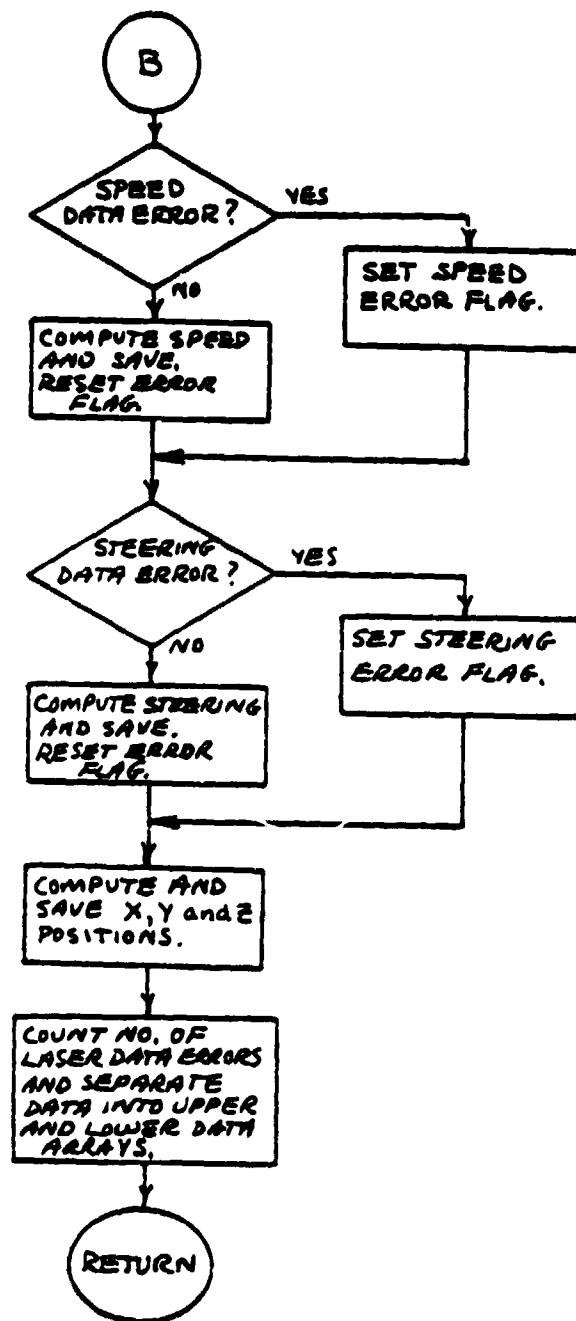 B
SPEED
DATA ERROR?
YES
SET SPEED
ERROR FLAG.
NO
COMPUTE SPEED
AND SAVE.
RESET ERROR
FLAG.
STEERING
DATA ERROR?
YES
SET STEERING
ERROR FLAG.
NO
COMPUTE STEERING
AND SAVE.
RESET ERROR
FLAG.
COMPUTE AND
SAVE X, Y and Z
POSITIONS.
COUNT NO. OF
LASER DATA ERRORS
AND SEPARATE
DATA INTO UPPER
AND LOWER DATA
ARRAYS.
RETURN